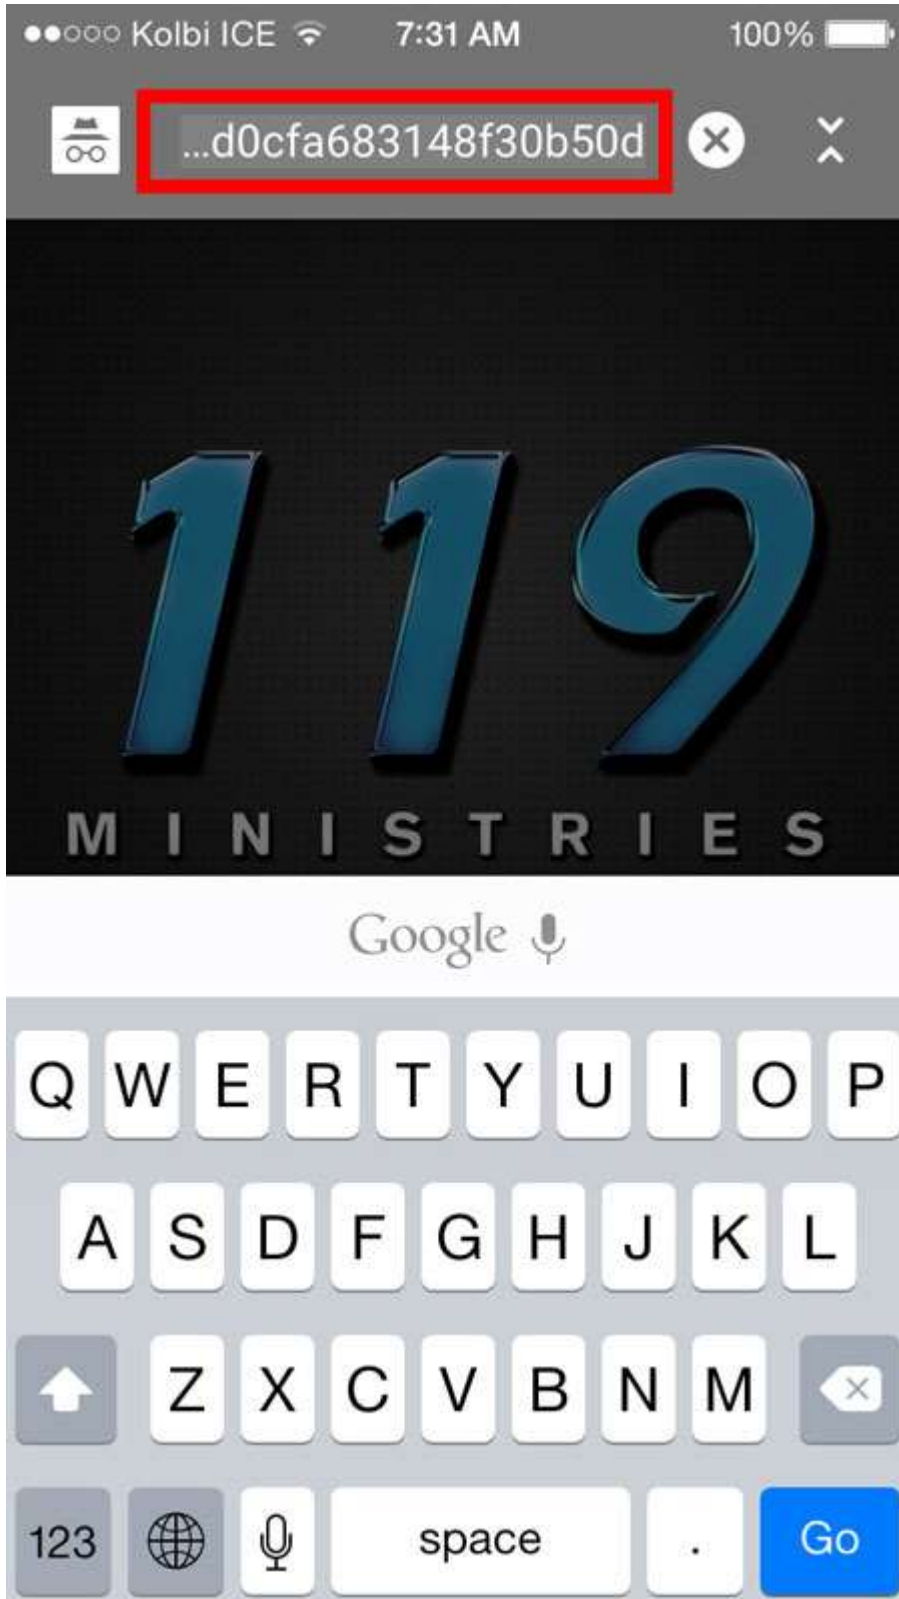 Kolbi ICE 7:31 AM 100%
...d0cfa683148f30b50d
119
MINISTRIES
Google
Q W E R T Y U I O P
A S D F G H J K L
Z X C V B N M
123 space . Go